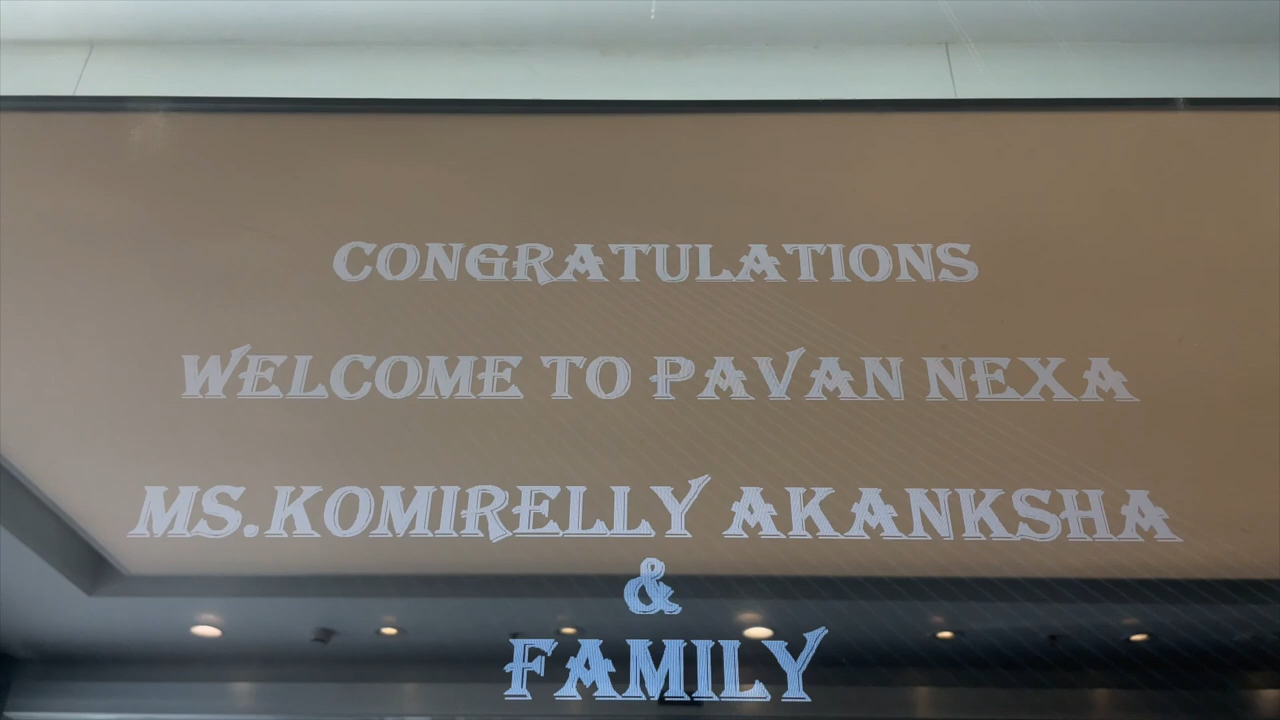 CONGRATULATIONS
WELCOME TO PAVAN NEXA
MS.KOMIRELLY AKANKSHA
&
FAMILY